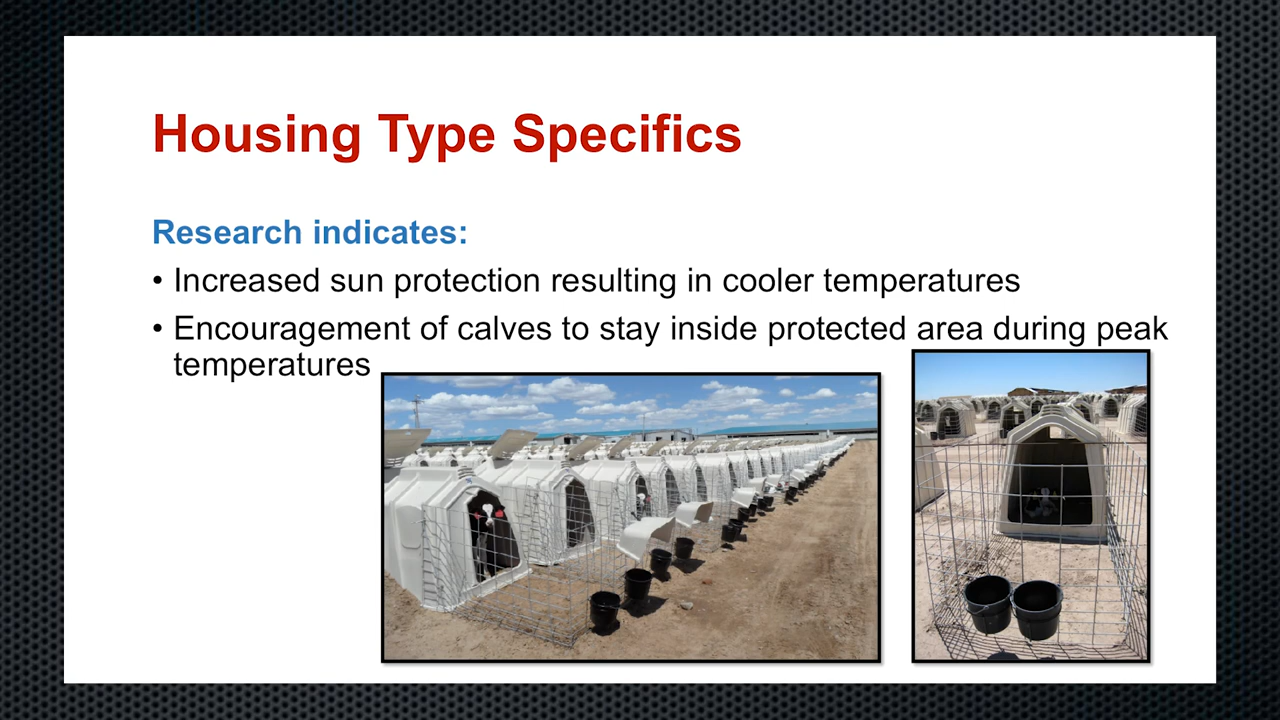 Housing Type Specifics
Research indicates:
• Increased sun protection resulting in cooler temperatures
• Encouragement of calves to stay inside protected area during peak
temperatures